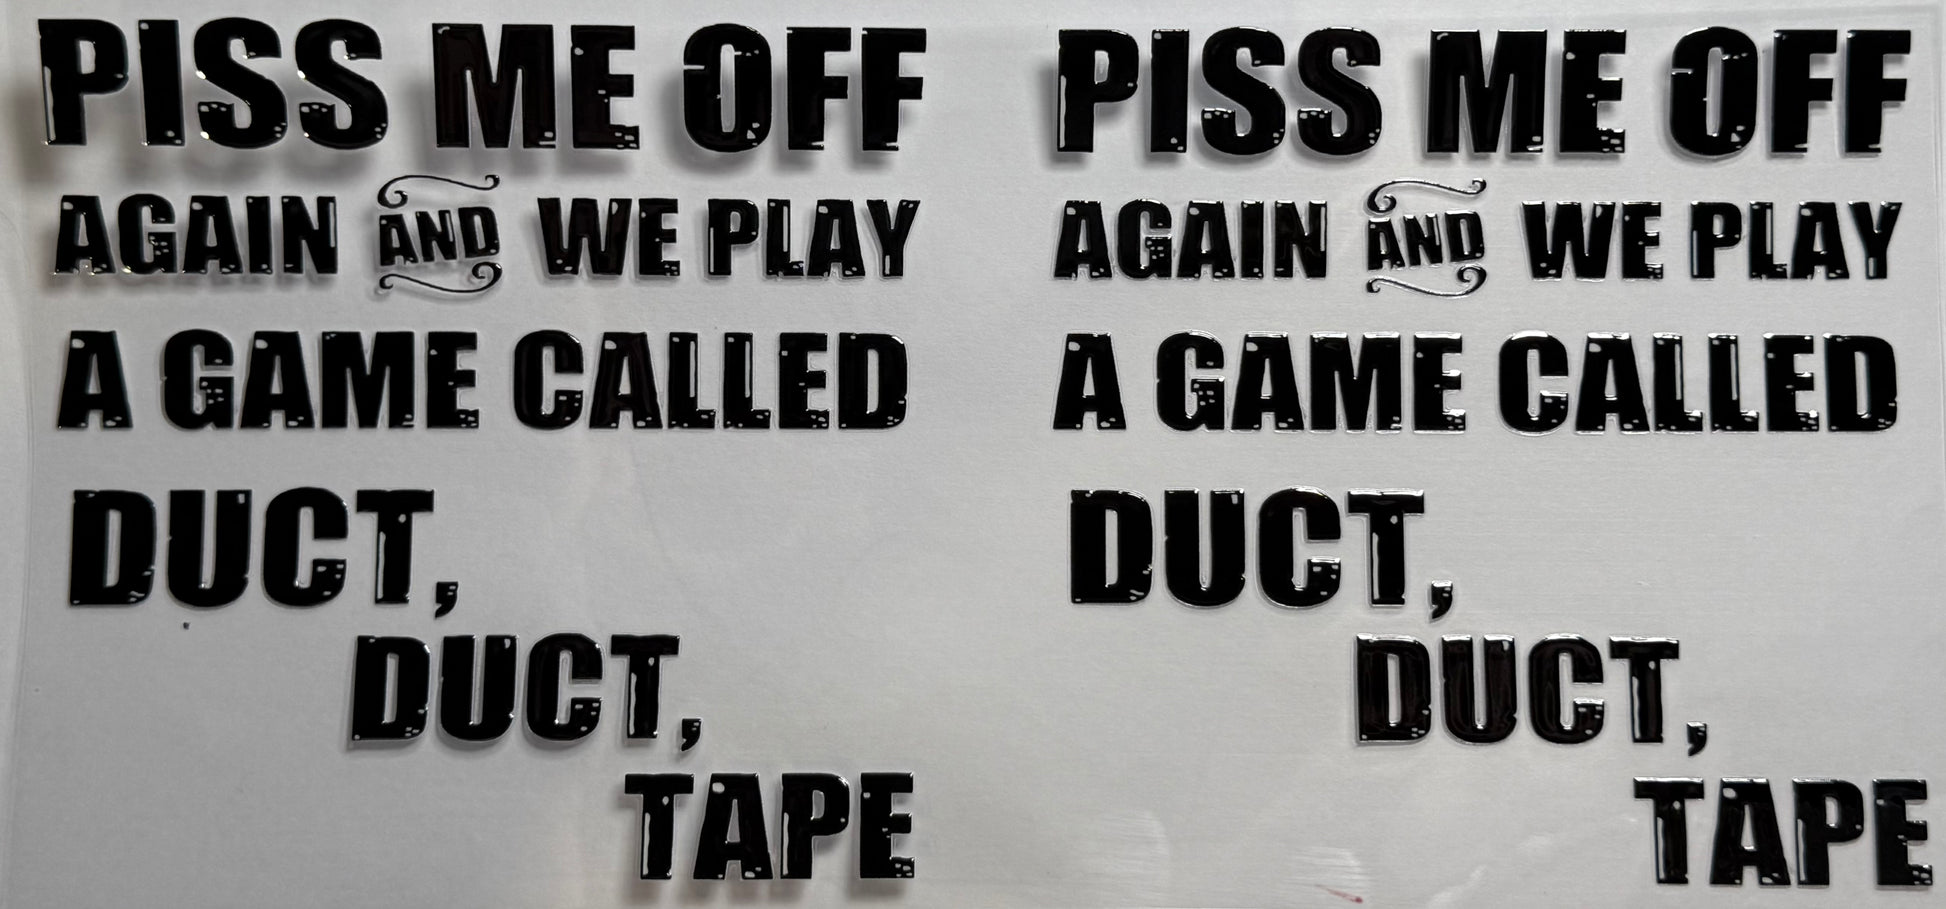 PISS ME OFF
AGAIN AND WE PLAY
A GAME CALLED
DUCT,
DUCT,
TAPE
PISS ME OFF
AGAIN AND WE PLAY
A GAME CALLED
DUCT,
DUCT,
TAPE